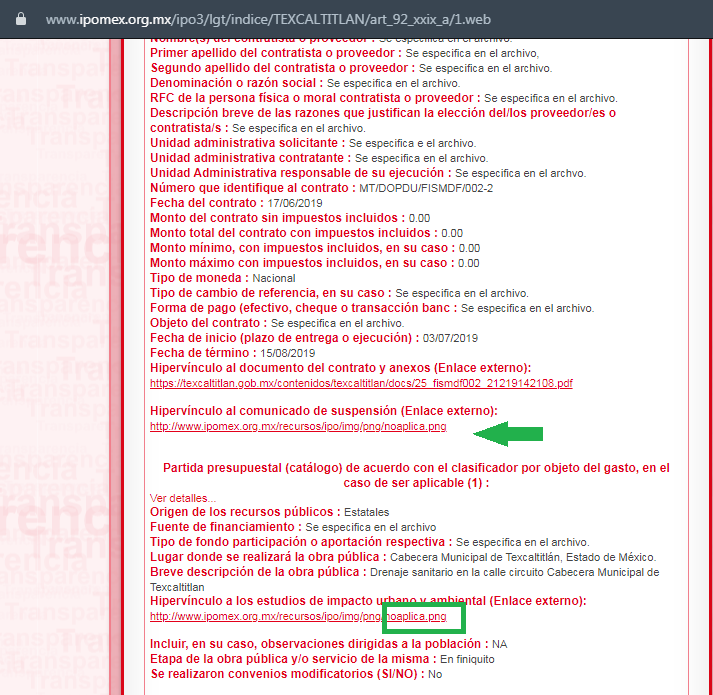 www.ipomex.org.mx/ipo3/lgt/indice/TEXCALTITLAN/art_92_xxix_a/1.web
Nombre(s) del contratista o proveedor : Se especifica en el archivo.
Primer apellido del contratista o proveedor : Se especifica en el archivo,
Segundo apellido del contratista o proveedor : Se especifica en el archivo.
Denominación o razón social : Se especifica en el archivo.
RFC de la persona física o moral contratista o proveedor : Se especifica en el archivo.
Descripción breve de las razones que justifican la elección del/los proveedor/es o
contratista/s : Se especifica en el archivo.
Unidad administrativa solicitante : Se especifica e el archivo.
Unidad administrativa contratante : Se especifica en el archivo.
Unidad Administrativa responsable de su ejecución : Se especifica en el archivo.
Número que identifique al contrato : MT/DOPDU/FISMDF/002-2
Fecha del contrato : 17/06/2019
Monto del contrato sin impuestos incluidos : 0.00
Monto total del contrato con impuestos incluidos : 0.00
Monto mínimo, con impuestos incluidos, en su caso : 0.00
Monto máximo con impuestos incluidos, en su caso : 0.00
Tipo de moneda : Nacional
Tipo de cambio de referencia, en su caso : Se especifica en el archivo.
Forma de pago (efectivo, cheque o transacción banc : Se especifica en el archivo.
Objeto del contrato : Se especifica en el archivo.
Fecha de inicio (plazo de entrega o ejecución) : 03/07/2019
Fecha de término : 15/08/2019
Hipervínculo al documento del contrato y anexos (Enlace externo):
https://texcaltitlan.gob.mx/contenidos/texcaltitlan/docs/25_fismdf002_21219142108.pdf
Hipervínculo al comunicado de suspensión (Enlace externo):
http://www.ipomex.org.mx/recursos/ipo/img/png/noaplica.png
Partida presupuestal (catálogo) de acuerdo con el clasificador por objeto del gasto, en el
caso de ser aplicable (1) :
Ver detalles...
Origen de los recursos públicos : Estatales
Fuente de financiamiento : Se especifica en el archivo
Tipo de fondo participación o aportación respectiva : Se especifica en el archivo.
Lugar donde se realizará la obra pública : Cabecera Municipal de Texcaltitlán, Estado de México.
Breve descripción de la obra pública : Drenaje sanitario en la calle circuito Cabecera Municipal de
Texcaltitlan
Hipervínculo a los estudios de impacto urbano y ambiental (Enlace externo):
http://www.ipomex.org.mx/recursos/ipo/img/png/noaplica.png
Incluir, en su caso, observaciones dirigidas a la población : NA
Etapa de la obra pública y/o servicio de la misma : En finiquito
Se realizaron convenios modificatorios (SI/NO) : No